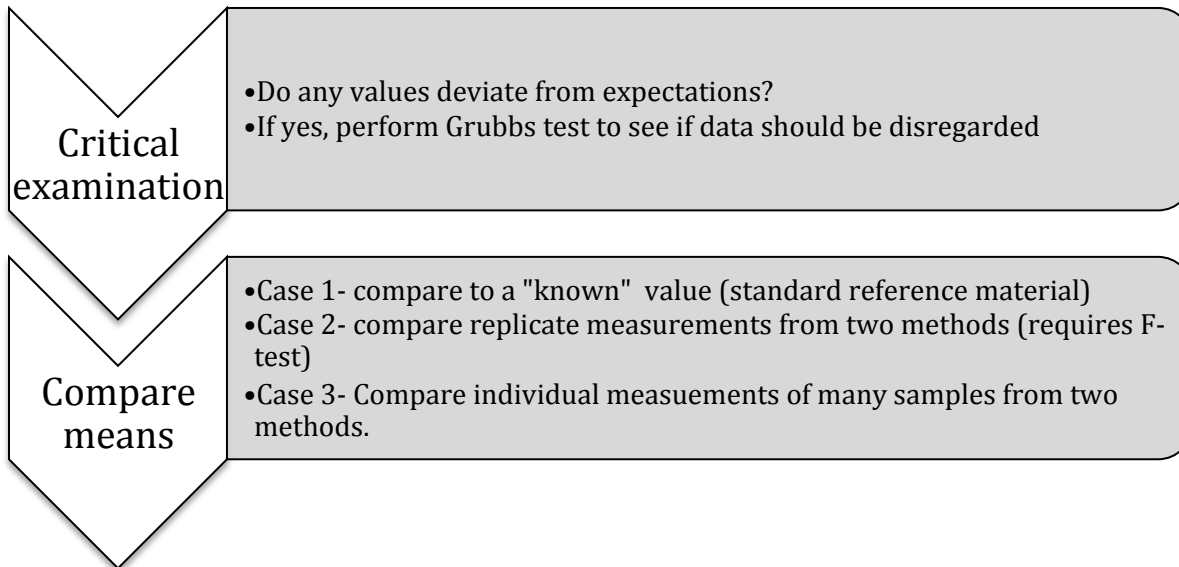 Critical
examination
•Do any values deviate from expectations?
•If yes, perform Grubbs test to see if data should be disregarded
Compare
means
•Case 1- compare to a "known"  value (standard reference material)
•Case 2- compare replicate measurements from two methods (requires F-
test)
•Case 3- Compare individual measuements of many samples from two
methods.